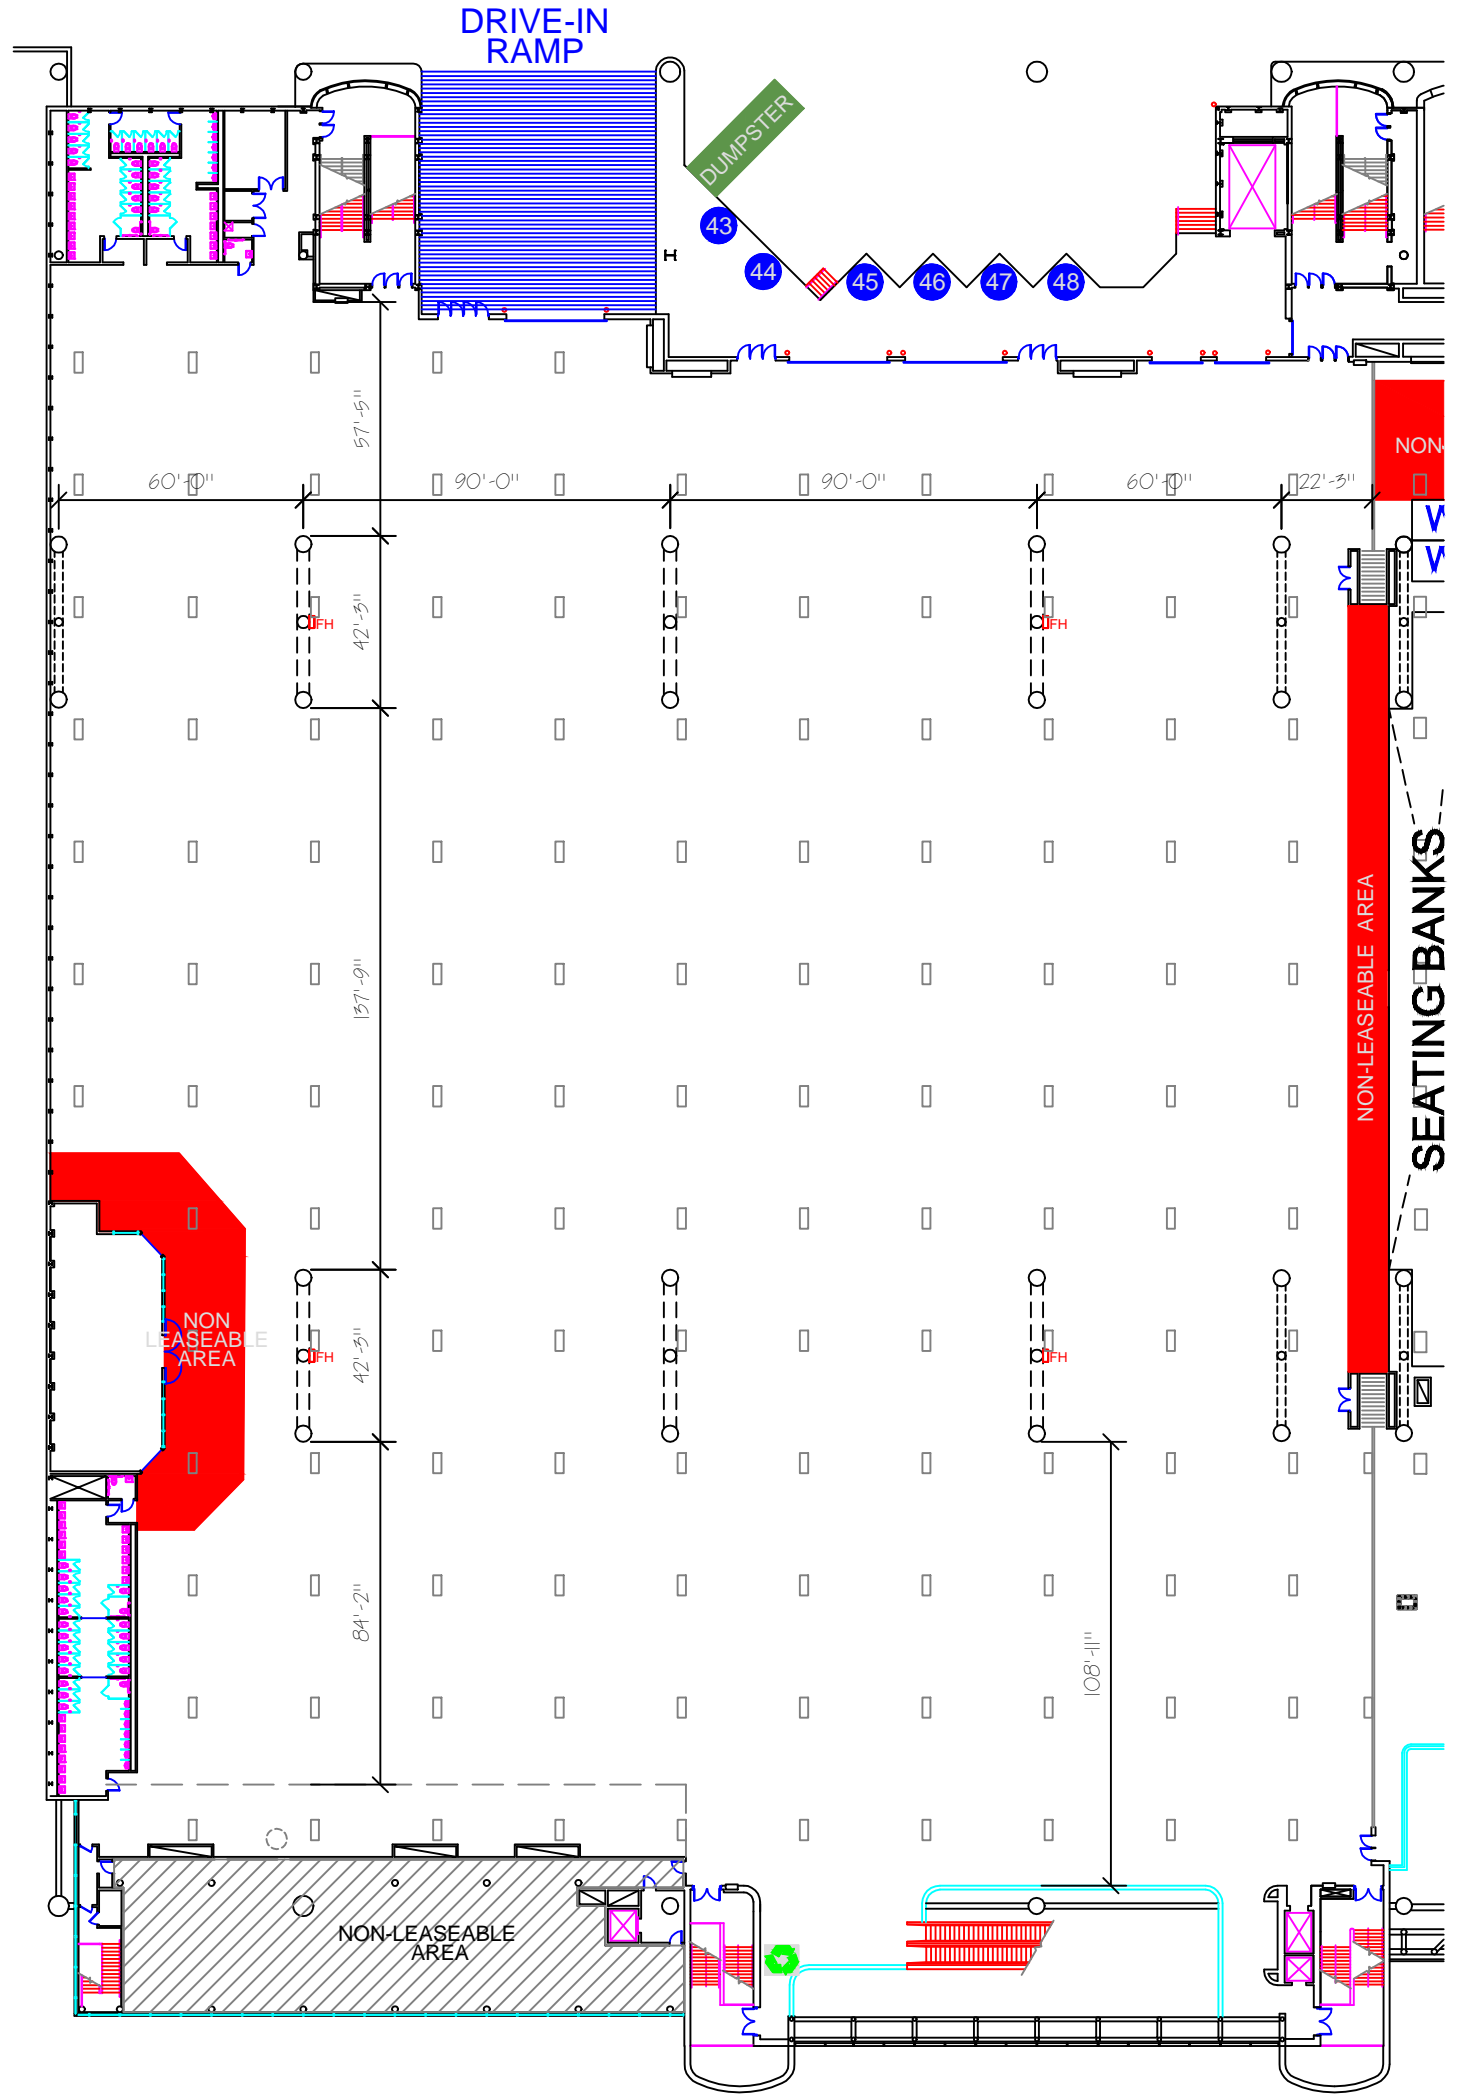 DRIVE-IN
RAMP
DUMPSTER
43
44
45
46
47
48
57'-5"
NON-
60'-0"
90'-0"
90'-0"
60'-0"
22'-3"
FH
42'-3"
FH
SEATING BANKS
NON-LEASEABLE AREA
137'-9"
NON
LEASEABLE
AREA
FH
42'-3"
FH
84'-2"
108'-11"
NON-LEASEABLE
AREA